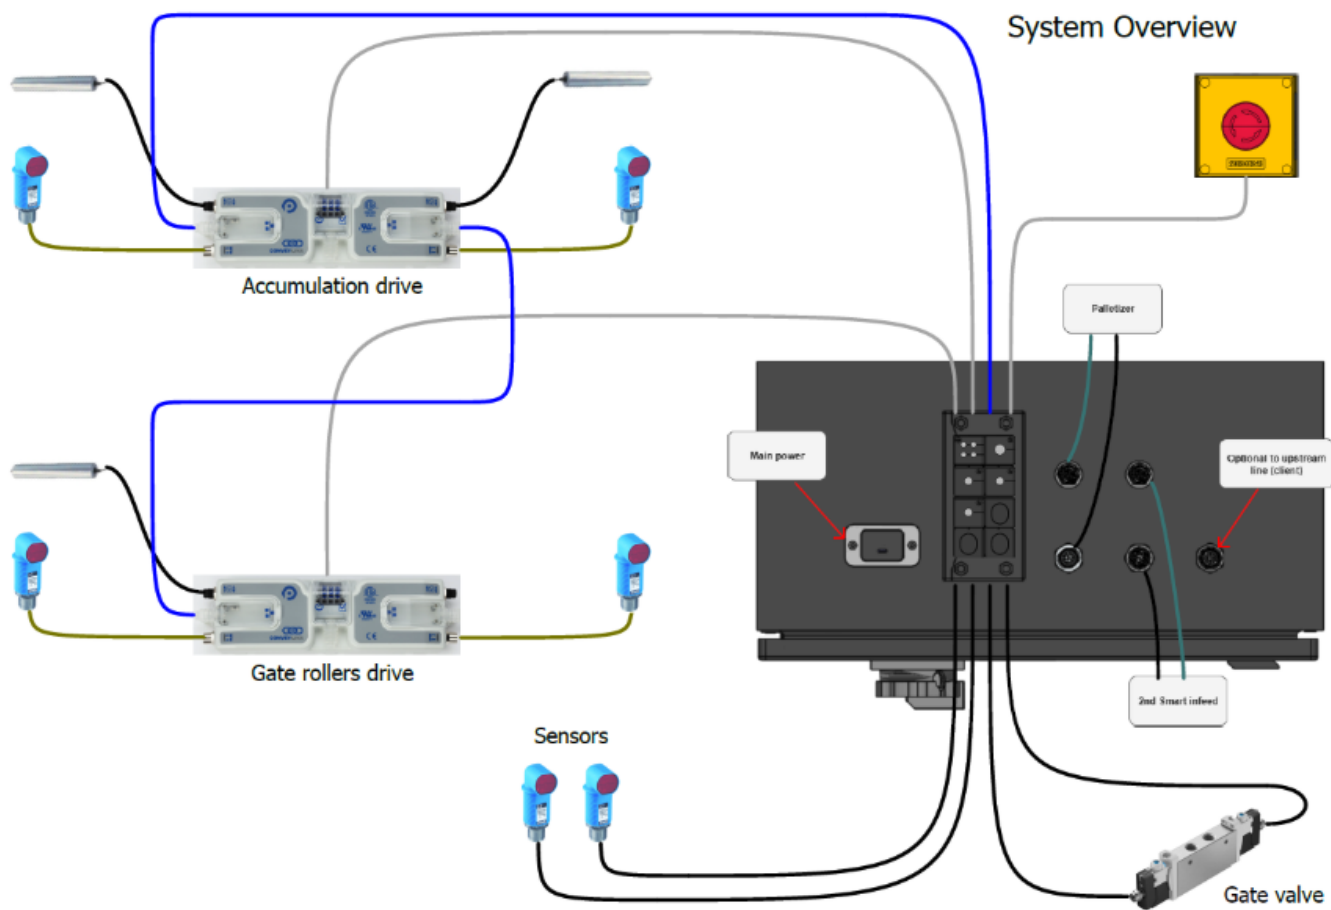 System Overview
Accumulation drive
Palletizer
Main power
Optional to upstream
line (client)
Gate rollers drive
2nd Smart infeed
Sensors
Gate valve